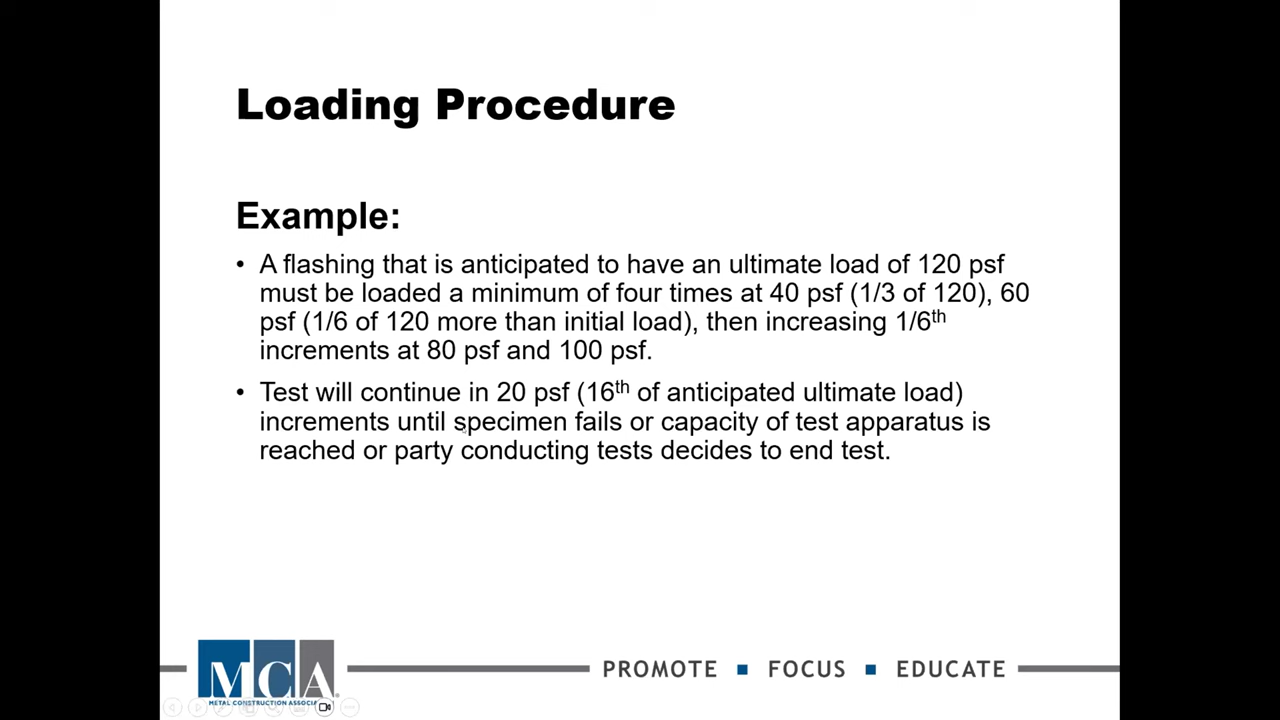 Loading Procedure
Example:
• A flashing that is anticipated to have an ultimate load of 120 psf
must be loaded a minimum of four times at 40 psf (1/3 of 120), 60
psf (1/6 of 120 more than initial load), then increasing 1/6th
increments at 80 psf and 100 psf.
• Test will continue in 20 psf (16th of anticipated ultimate load)
increments until specimen fails or capacity of test apparatus is
reached or party conducting tests decides to end test.
MCA®
METAL CONSTRUCTION
PROMOTE ■ FOCUS ■ EDUCATE